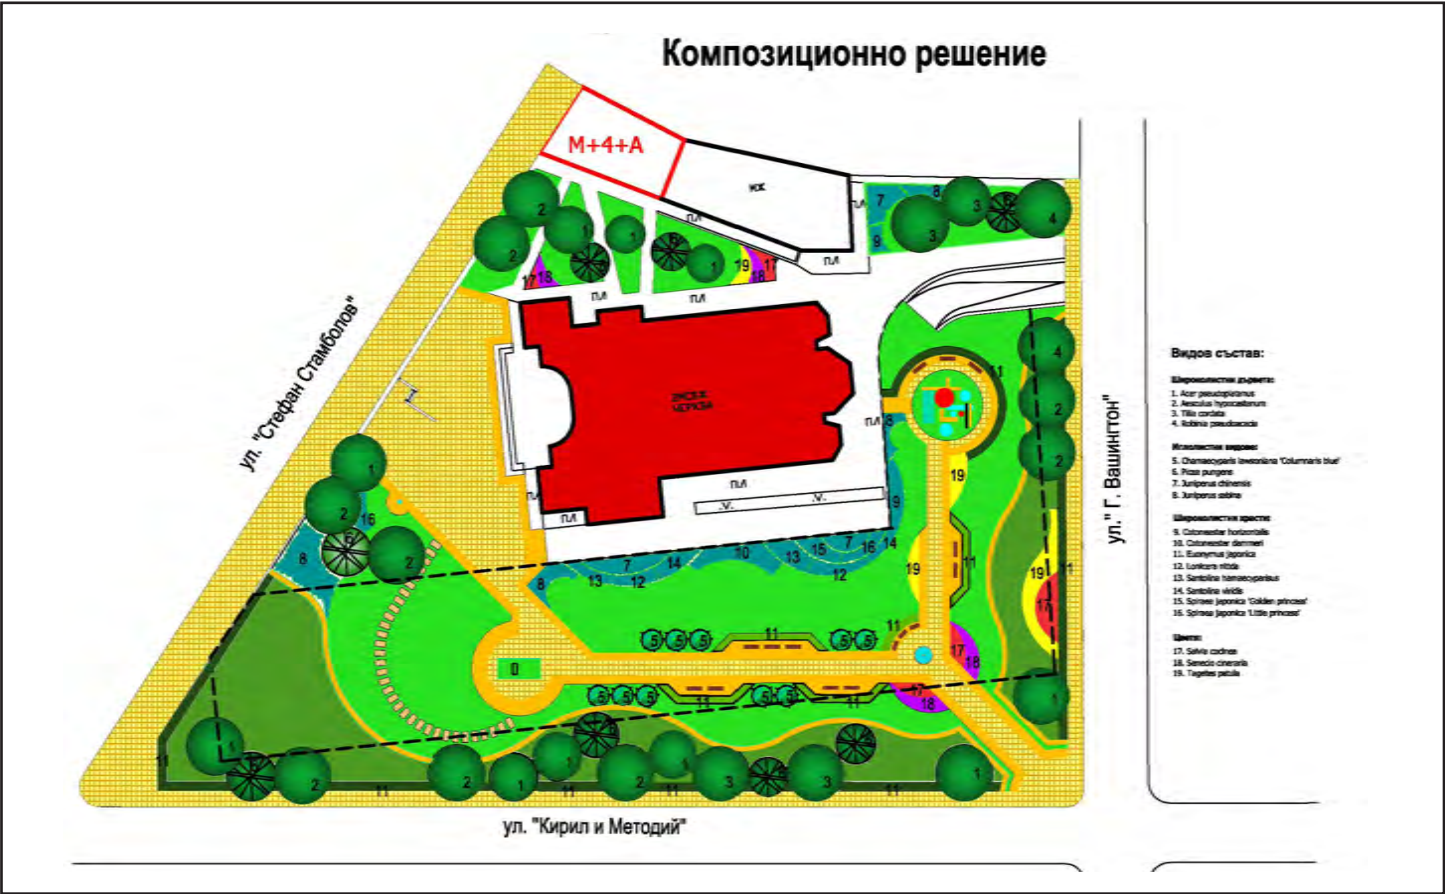 Композиционно решение
М+4+А
ул. "Стефан Стамболов"
ул." Г. Вашингтон"
ул. "Кирил и Методий"
Видов състав:
Широколистни дървета:
1. Acer pseudoplatanus
2. Aesculus hypocastanum
3. Tilia cordata
4. Robinia pseudoacacia
Иглолистни видове:
5. Chamaecyparis lawsoniana 'Columnaris blue'
6. Picea pungens
7. Juniperus chinensis
8. Juniperus sabina
Широколистни храсти:
9. Cotoneaster horizontalis
10. Cotoneaster dammeri
11. Euonymus japonica
12. Lonicera nitida
13. Santolina hamaecyparisus
14. Santolina viridis
15. Spiraea japonica 'Golden princess'
16. Spiraea japonica 'Little princess'
Цветя:
17. Salvia coclinea
18. Senecio cineraria
19. Tagetes patula